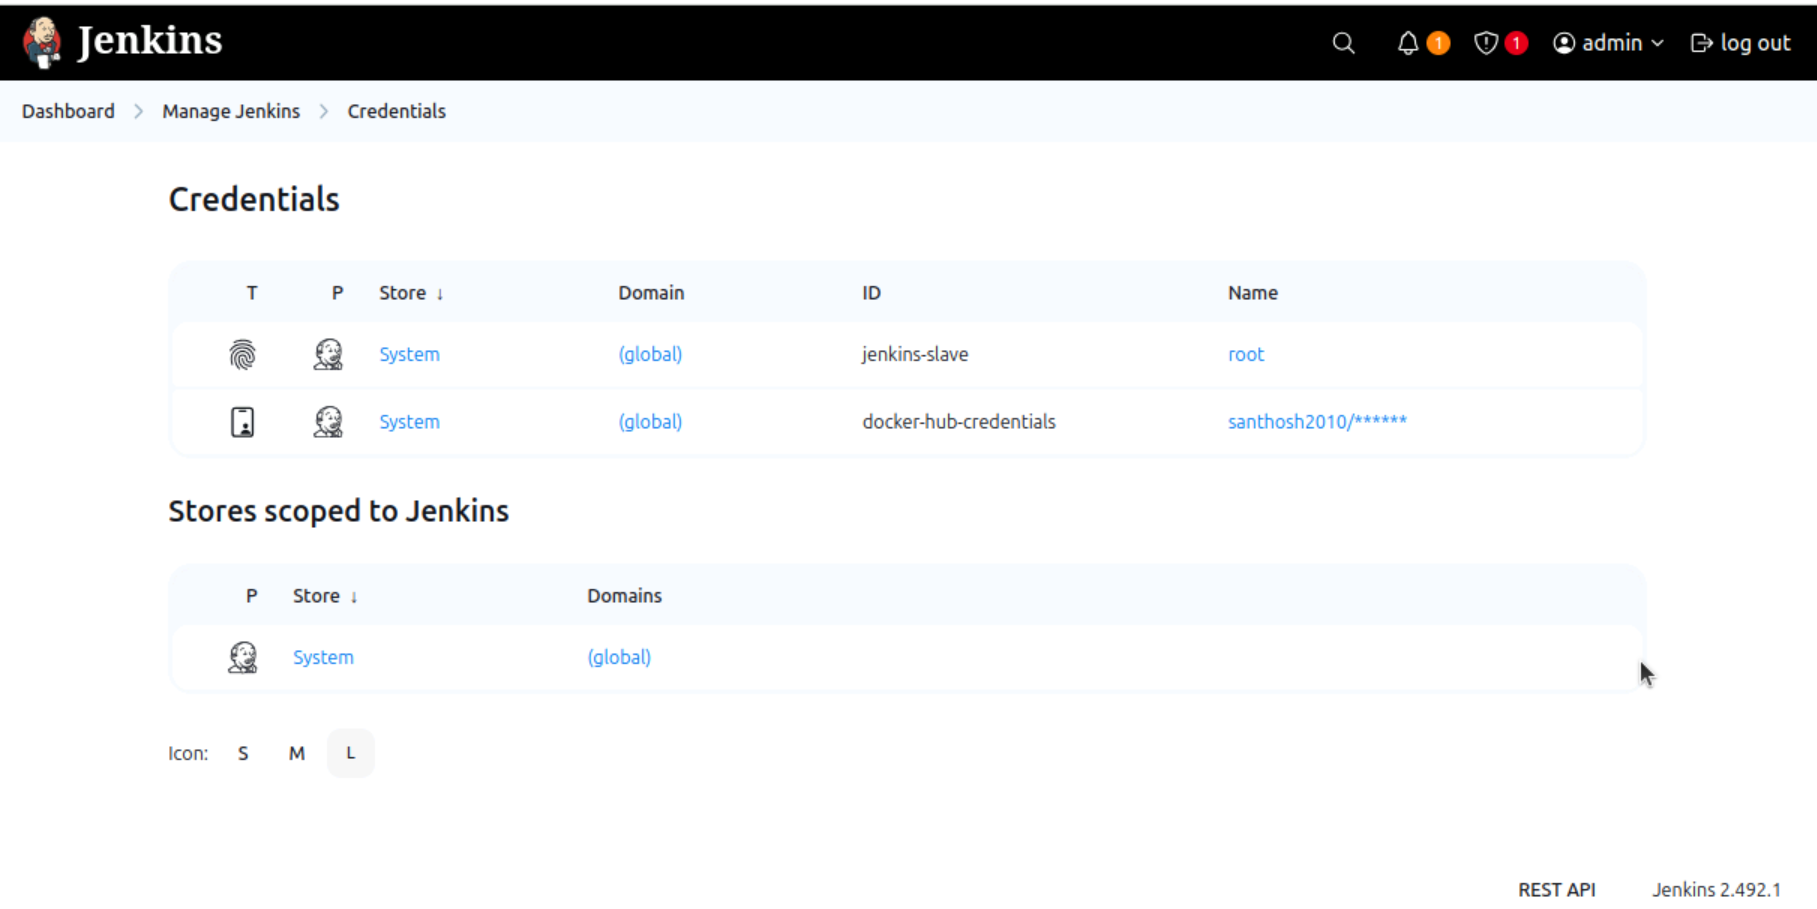 Jenkins 1 1 admin log out
Dashboard Manage Jenkins Credentials
Credentials
T P Store ↓ Domain ID Name
System (global) jenkins-slave root
System (global) docker-hub-credentials santhosh2010/******
Stores scoped to Jenkins
P Store ↓ Domains
System (global)
Icon: S M L
REST API Jenkins 2.492.1